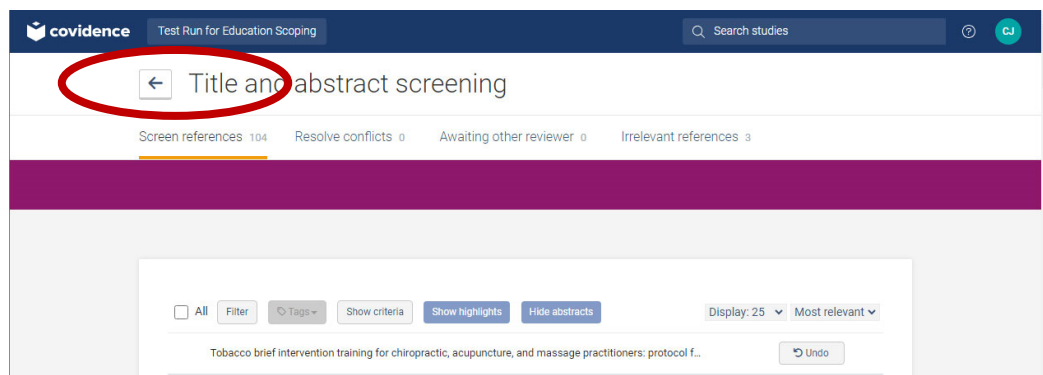 covidence Test Run for Education Scoping Search studies ? CJ
Title and abstract screening
Screen references 104 Resolve conflicts 0 Awaiting other reviewer 0 Irrelevant references 3
All Filter Tags Show criteria Show highlights Hide abstracts Display: 25 Most relevant
Tobacco brief intervention training for chiropractic, acupuncture, and massage practitioners: protocol f... Undo